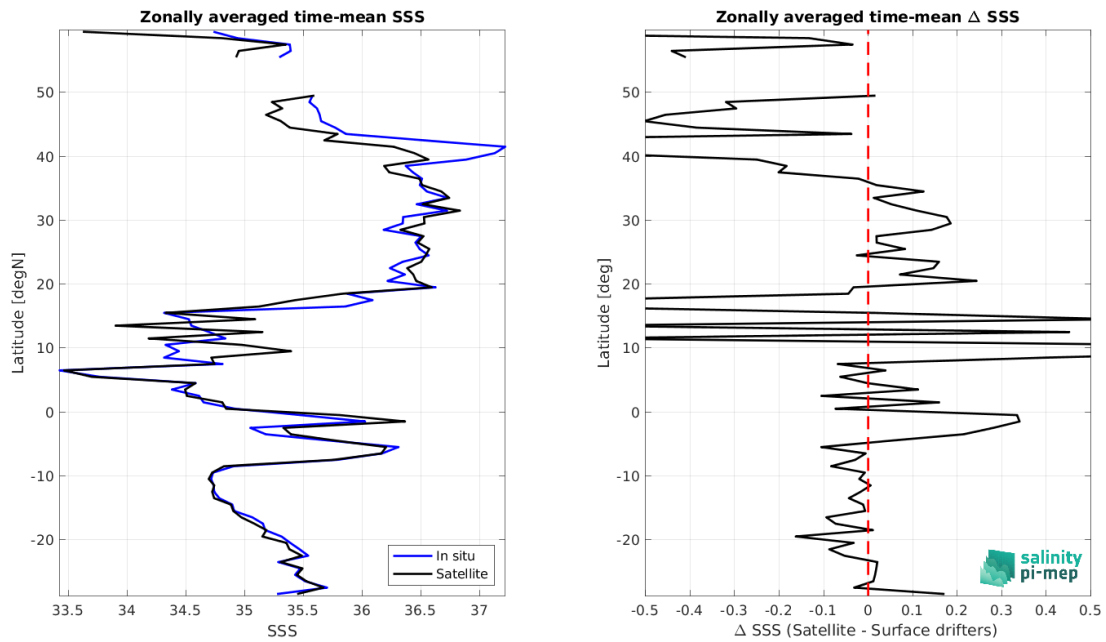 Zonally averaged time-mean SSS
50
40
30
20
10
0
-10
-20
Latitude [degN]
33.5 34 34.5 35 35.5 36 36.5 37
SSS
In situ
Satellite
Zonally averaged time-mean Δ SSS
50
40
30
20
10
0
-10
-20
Latitude [deg]
-0.5 -0.4 -0.3 -0.2 -0.1 0 0.1 0.2 0.3 0.4 0.5
Δ SSS (Satellite - Surface drifters)
salinity
pi-mep